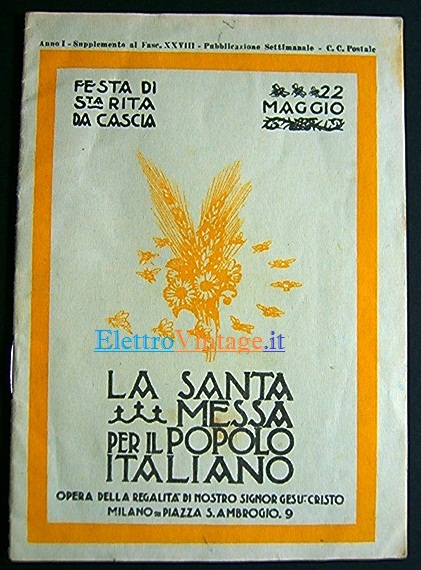 Anno I - Supplemento al Fasc. XXVIII - Pubblicazione Settimanale - C. C. Postale
FESTA DI
STA RITA
DA CASCIA
22
MAGGIO
ElettroVintage.it
LA SANTA
MESSA
PER IL POPOLO
ITALIANO
OPERA DELLA REGALITA' DI NOSTRO SIGNOR GESU' CRISTO
MILANO - PIAZZA S. AMBROGIO, 9